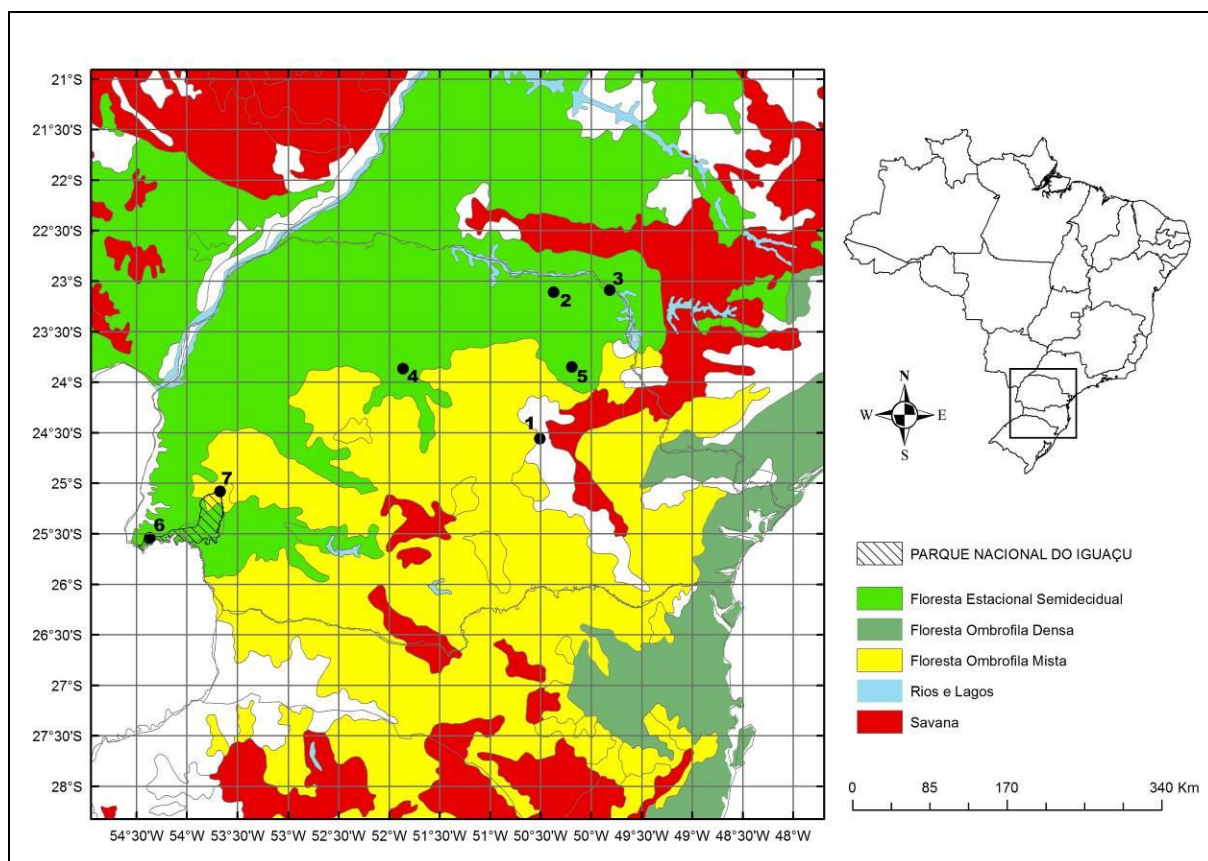 21°S
21°30'S
22°S
22°30'S
23°S
23°30'S
24°S
24°30'S
25°S
25°30'S
26°S
26°30'S
27°S
27°30'S
28°S
3
2
4
5
1
7
6
54°30'W 54°W 53°30'W 53°W 52°30'W 52°W 51°30'W 51°W 50°30'W 50°W 49°30'W 49°W 48°30'W 48°W
N
W E
S
PARQUE NACIONAL DO IGUAÇU
Floresta Estacional Semidecidual
Floresta Ombrofila Densa
Floresta Ombrofila Mista
Rios e Lagos
Savana
0 85 170 340 Km